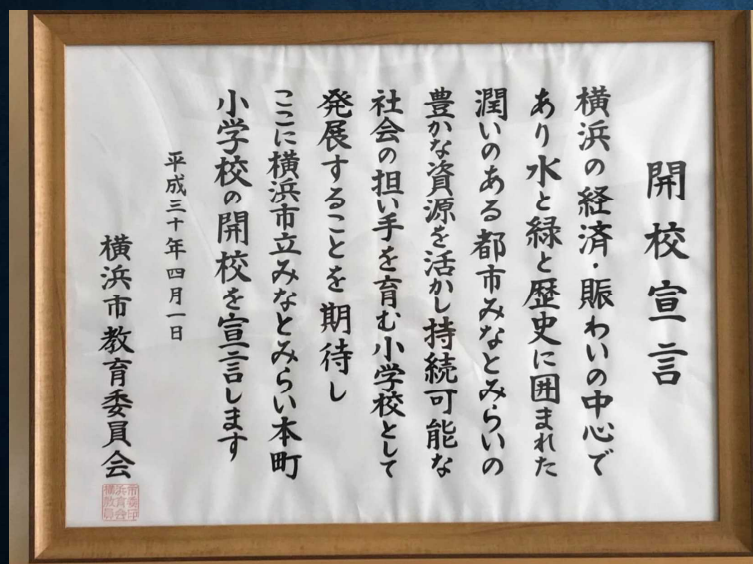 開校宣言
横浜の経済・賑わいの中心で
あり水と緑と歴史に囲まれた
潤いのある都市みなとみらいの
豊かな資源を活かし持続可能な
社会の担い手を育む小学校として
発展することを期待し
ここに横浜市立みなとみらい本町
小学校の開校を宣言します
平成三十年四月一日
横浜市教育委員会